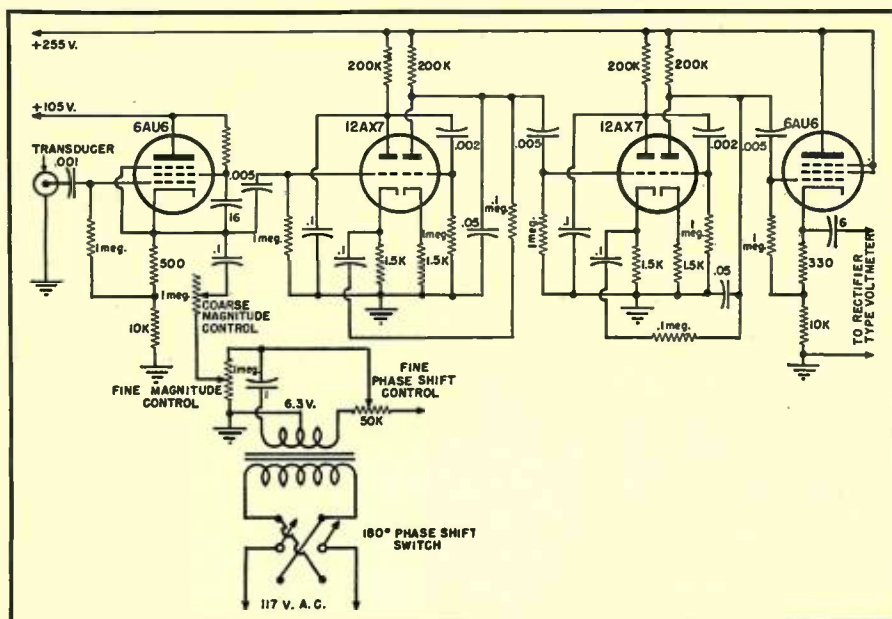 +255 V.
200K
200K
200K
200K
+105 V.
6AU6
12AX7
12AX7
6AU6
TRANSDUCER
.001
.005
.002
.005
.002
.005
16
1meg.
.1
1meg.
.1
.1
1.5K
1meg.
1.5K
.05
.1
meg.
1meg.
.1
.1
1.5K
1
meg.
1.5K
.05
1
meg.
6
330
500
1meg.
COARSE
MAGNITUDE
CONTROL
10K
.1meg.
10K
TO RECTIFIER
TYPE VOLTMETER
FINE MAGNITUDE
CONTROL
1meg.
.1
6.3V.
FINE
PHASE SHIFT
CONTROL
50K
180° PHASE SHIFT
SWITCH
117 V. A.C.